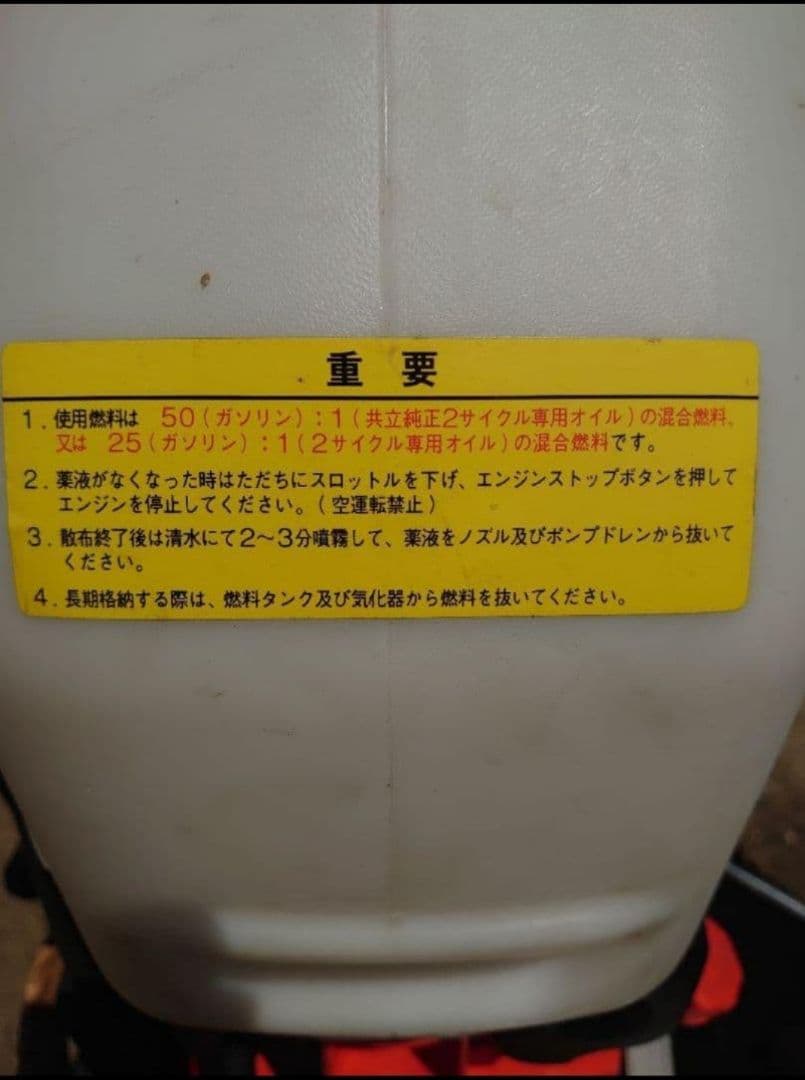 重要
1. 使用燃料は 50(ガソリン):1(共立純正2サイクル専用オイル)の混合燃料、
又は 25(ガソリン):1(2サイクル専用オイル)の混合燃料です。
2. 薬液がなくなった時はただちにスロットルを下げ、エンジンストップボタンを押して
エンジンを停止してください。(空運転禁止)
3. 散布終了後は清水にて2〜3分噴霧して、薬液をノズル及びポンプドレンから抜いて
ください。
4. 長期格納する際は、燃料タンク及び気化器から燃料を抜いてください。